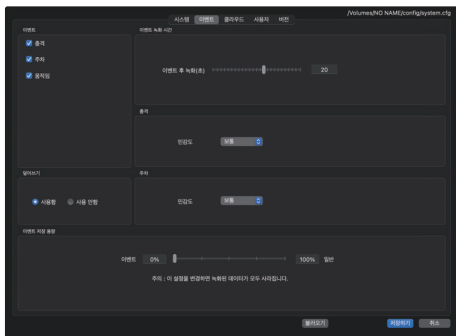 /Volumes/NO NAME/config/system.cfg
시스템 이벤트 클라우드 사용자 버전
이벤트
충격
주차
움직임
이벤트 녹화 시간
이벤트 후 녹화(초) 20
충격
민감도 보통
덮어쓰기
사용함 사용 안함
주차
민감도 보통
이벤트 저장 용량
이벤트 0% 100% 일반
주의 : 이 설정을 변경하면 녹화된 데이터가 모두 사라집니다.
불러오기 저장하기 취소